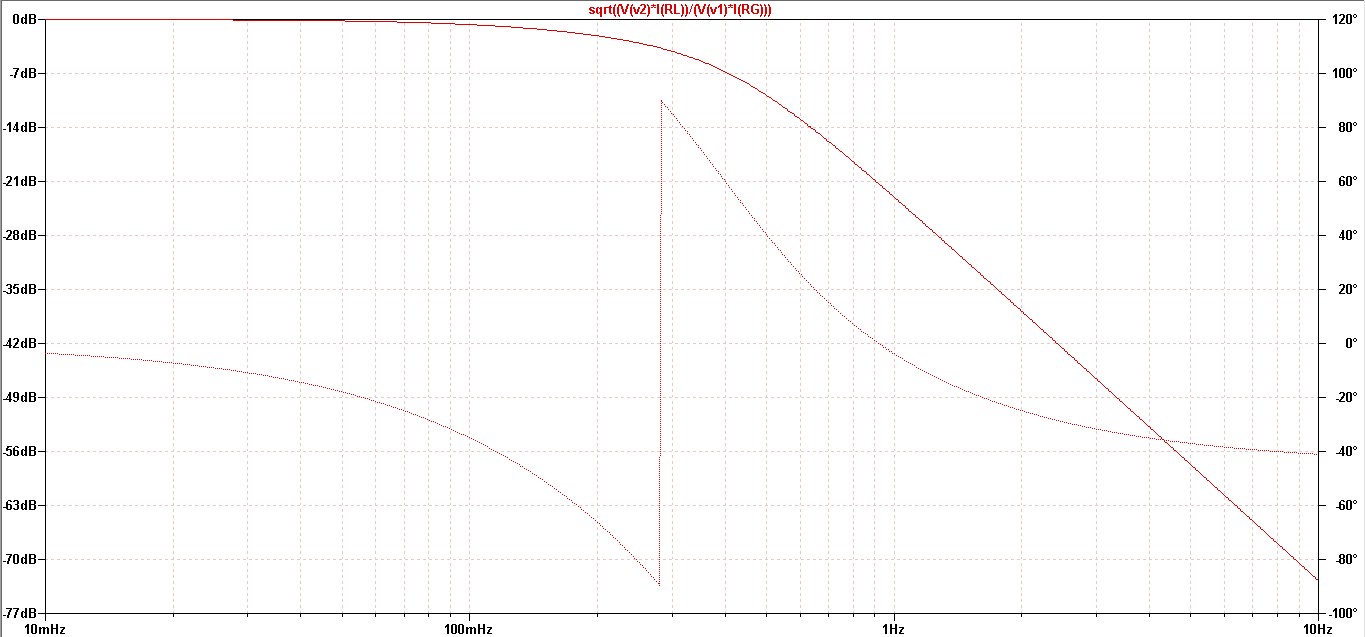 sqrt((V(v2)*I(RL))/(V(v1)*I(RG)))
0dB
-7dB
-14dB
-21dB
-28dB
-35dB
-42dB
-49dB
-56dB
-63dB
-70dB
-77dB
120°
100°
80°
60°
40°
20°
0°
-20°
-40°
-60°
-80°
-100°
10mHz 100mHz 1Hz 10Hz